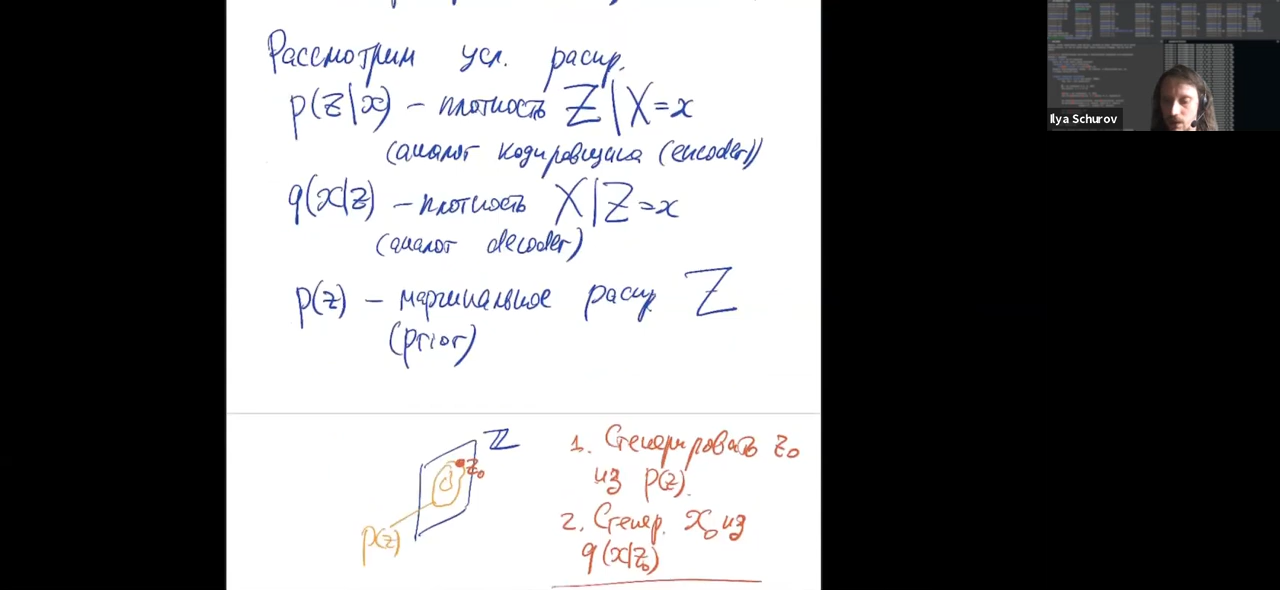 Рассмотрим усл. распр.
p(z|x) – плотность Z|X=x
(аналог кодировщика (encoder))
q(x|z) – плотность X|Z=x
(аналог decoder)
p(z) – маргинальное распр. Z
(prior)
Z
z₀
p(z)
1. Сгенерировать z₀
из p(z).
2. Сгенер. x₀ из
q(x|z₀)
Ilya Schurov